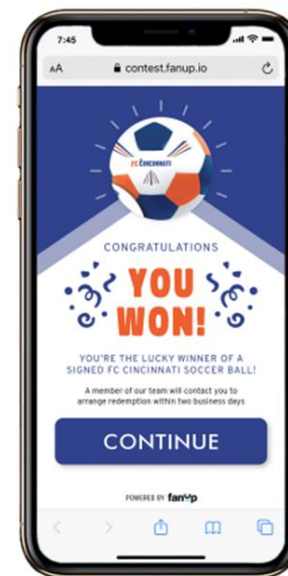 7:45
AA contest.fanup.io
FC CINCINNATI
CONGRATULATIONS
YOU
WON!
YOU'RE THE LUCKY WINNER OF A
SIGNED FC CINCINNATI SOCCER BALL!
A member of our team will contact you to
arrange redemption within two business days
CONTINUE
POWERED BY fanup